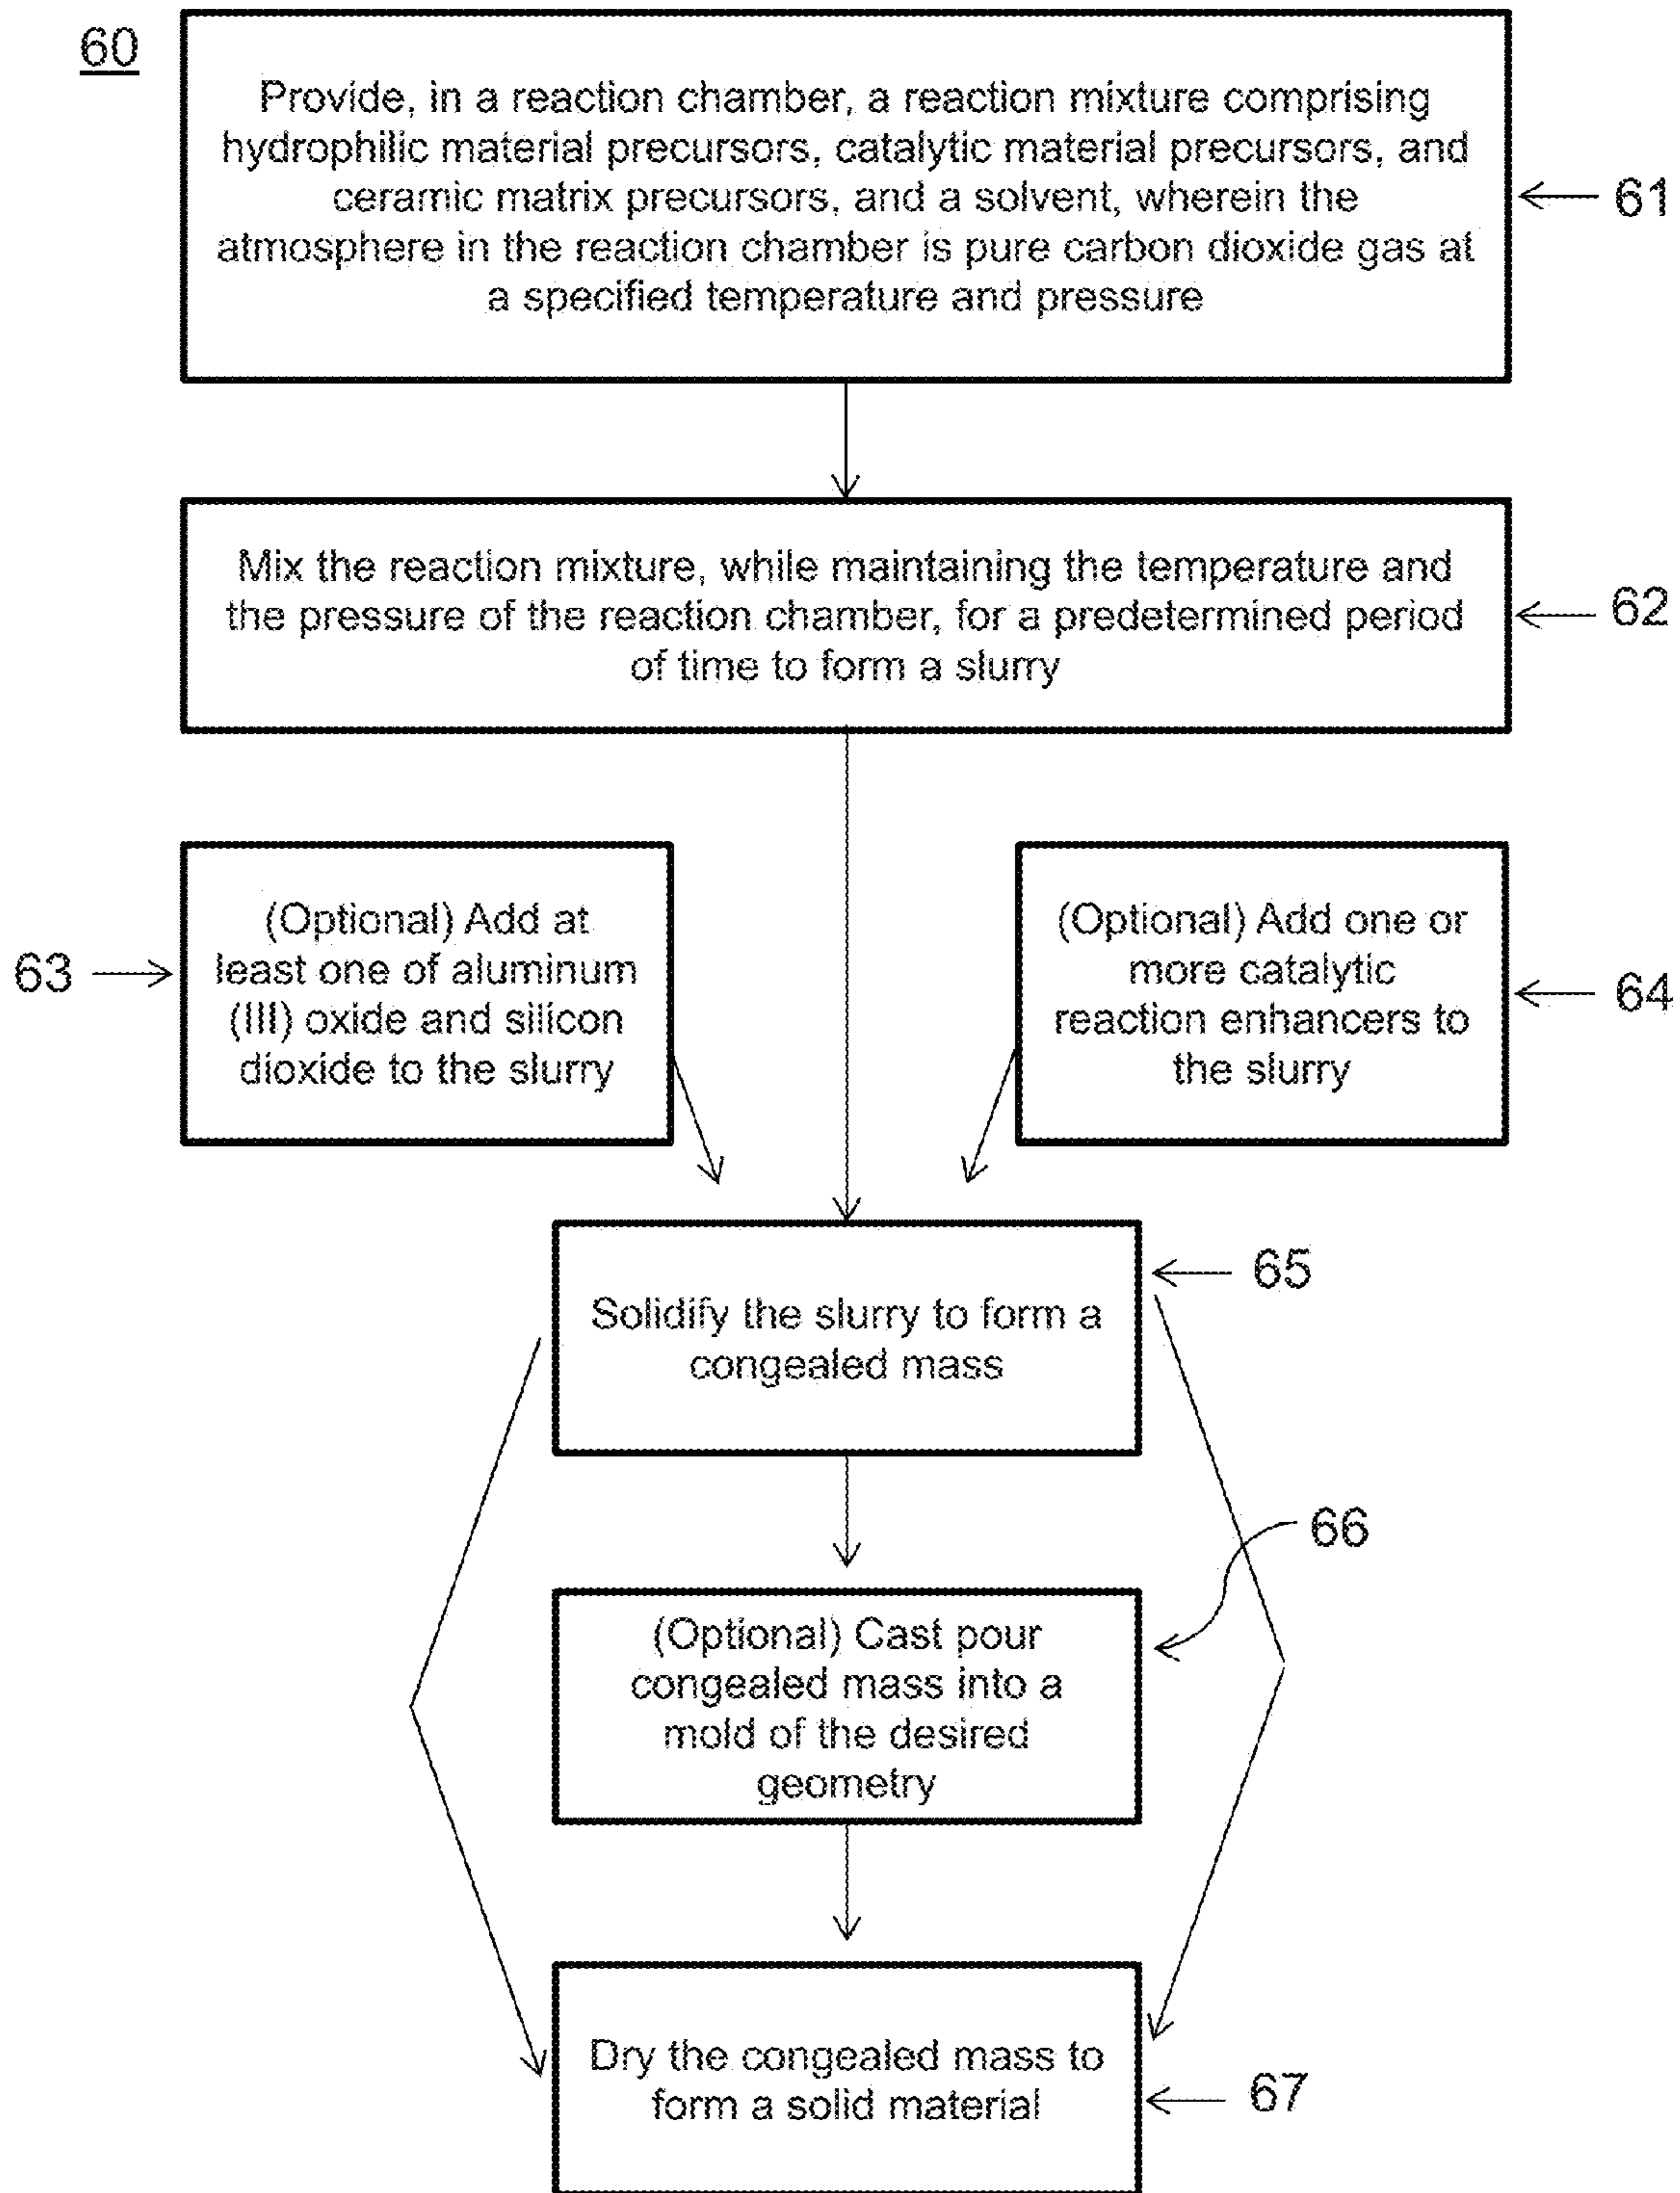 60
Provide, in a reaction chamber, a reaction mixture comprising
hydrophilic material precursors, catalytic material precursors, and
ceramic matrix precursors, and a solvent, wherein the
atmosphere in the reaction chamber is pure carbon dioxide gas at
a specified temperature and pressure
61
Mix the reaction mixture, while maintaining the temperature and
the pressure of the reaction chamber, for a predetermined period
of time to form a slurry
62
63
(Optional) Add at
least one of aluminum
(III) oxide and silicon
dioxide to the slurry
(Optional) Add one or
more catalytic
reaction enhancers to
the slurry
64
Solidify the slurry to form a
congealed mass
65
(Optional) Cast pour
congealed mass into a
mold of the desired
geometry
66
Dry the congealed mass to
form a solid material
67